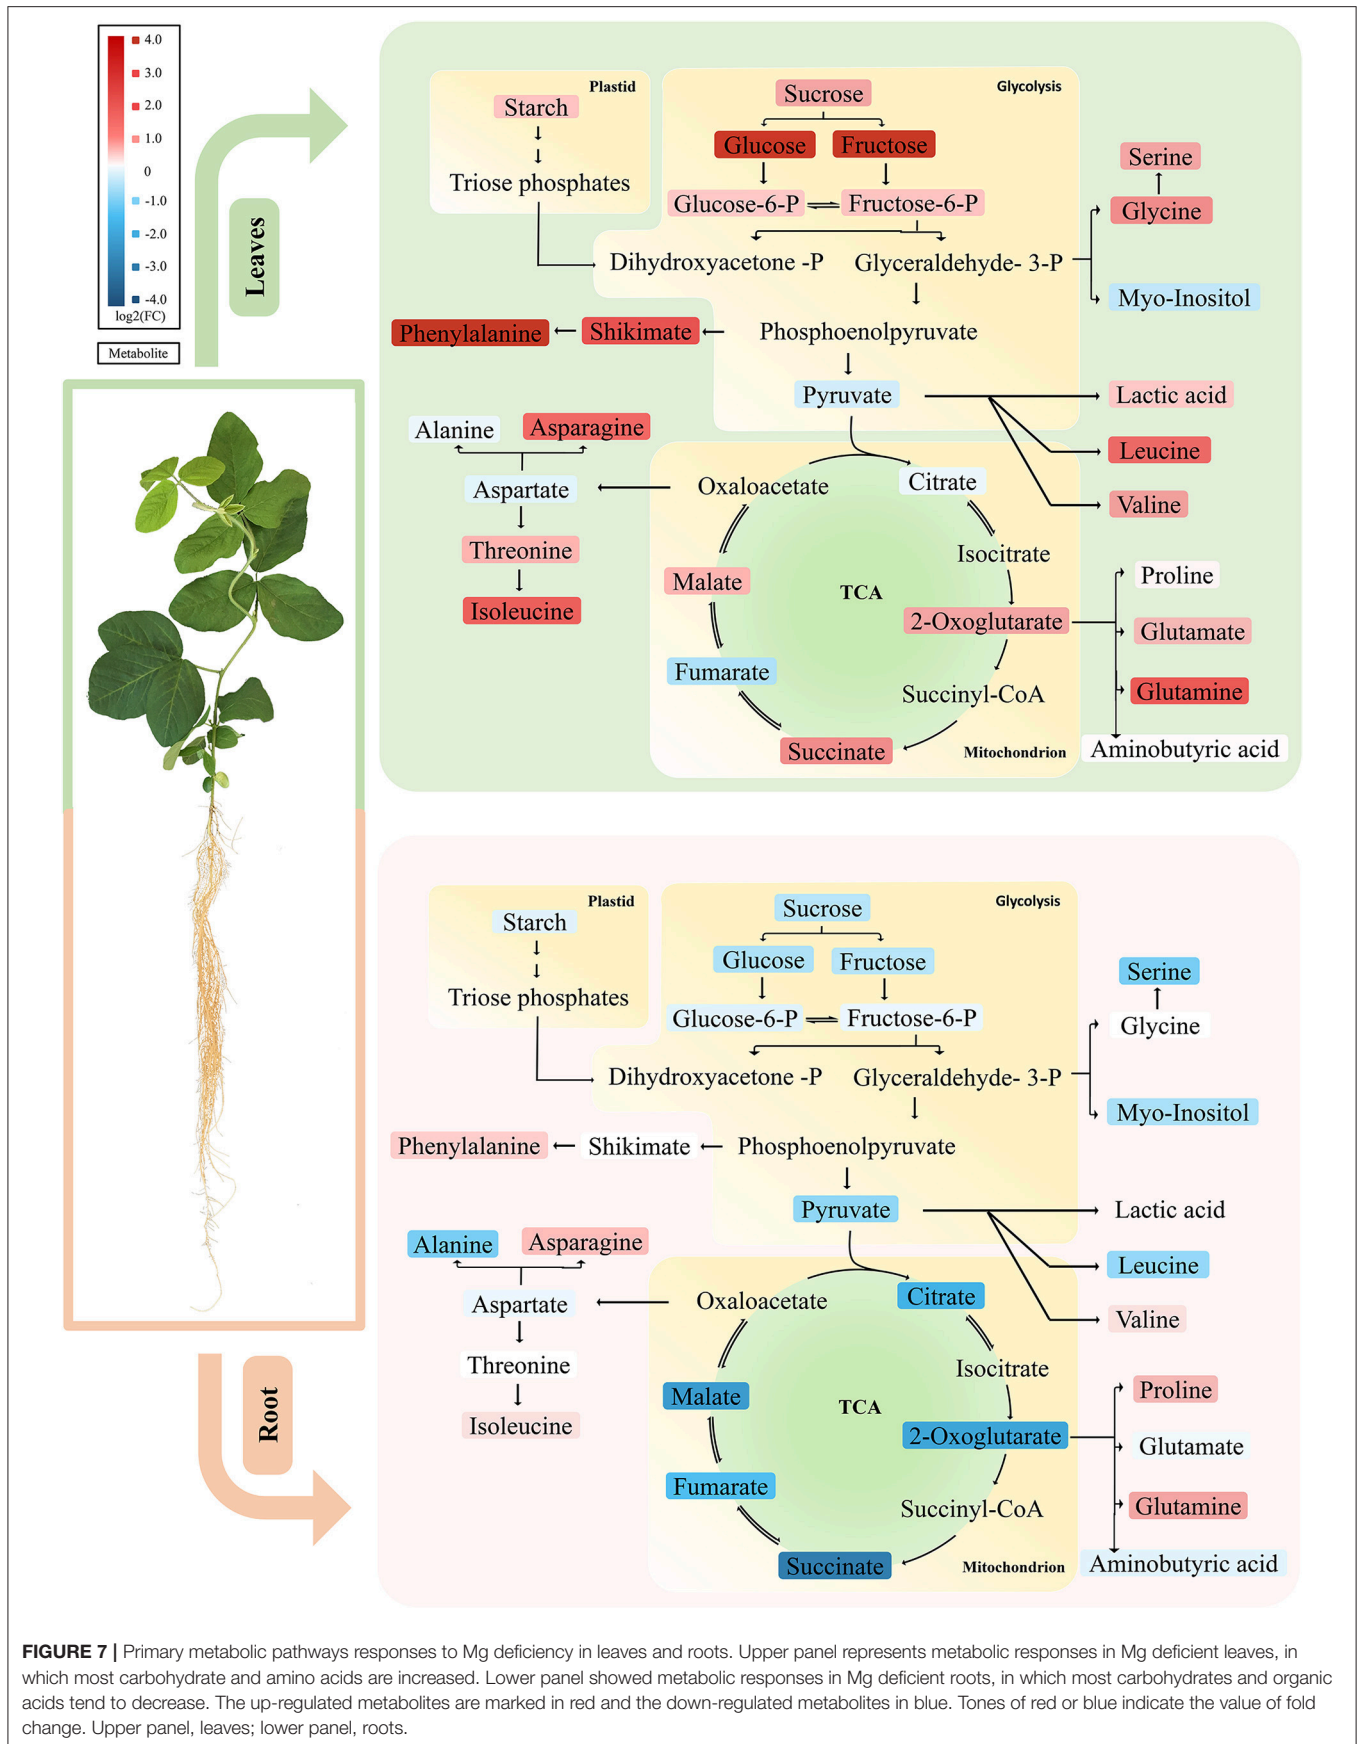 4.0
3.0
2.0
1.0
0
-1.0
-2.0
-3.0
-4.0
log2(FC)
Metabolite
Leaves
Plastid
Starch
Triose phosphates
Glycolysis
Sucrose
Glucose
Fructose
Glucose-6-P
Fructose-6-P
Dihydroxyacetone -P
Glyceraldehyde- 3-P
Serine
Glycine
Myo-Inositol
Phenylalanine
Shikimate
Phosphoenolpyruvate
Pyruvate
Lactic acid
Leucine
Valine
Alanine
Asparagine
Aspartate
Threonine
Isoleucine
Oxaloacetate
Citrate
Isocitrate
Malate
TCA
2-Oxoglutarate
Fumarate
Succinyl-CoA
Succinate
Mitochondrion
Proline
Glutamate
Glutamine
Aminobutyric acid
Root
Plastid
Starch
Triose phosphates
Glycolysis
Sucrose
Glucose
Fructose
Glucose-6-P
Fructose-6-P
Dihydroxyacetone -P
Glyceraldehyde- 3-P
Serine
Glycine
Myo-Inositol
Phenylalanine
Shikimate
Phosphoenolpyruvate
Pyruvate
Lactic acid
Leucine
Valine
Alanine
Asparagine
Aspartate
Threonine
Isoleucine
Oxaloacetate
Citrate
Isocitrate
Malate
TCA
2-Oxoglutarate
Fumarate
Succinyl-CoA
Succinate
Mitochondrion
Proline
Glutamate
Glutamine
Aminobutyric acid
FIGURE 7 | Primary metabolic pathways responses to Mg deficiency in leaves and roots. Upper panel represents metabolic responses in Mg deficient leaves, in
which most carbohydrate and amino acids are increased. Lower panel showed metabolic responses in Mg deficient roots, in which most carbohydrates and organic
acids tend to decrease. The up-regulated metabolites are marked in red and the down-regulated metabolites in blue. Tones of red or blue indicate the value of fold
change. Upper panel, leaves; lower panel, roots.